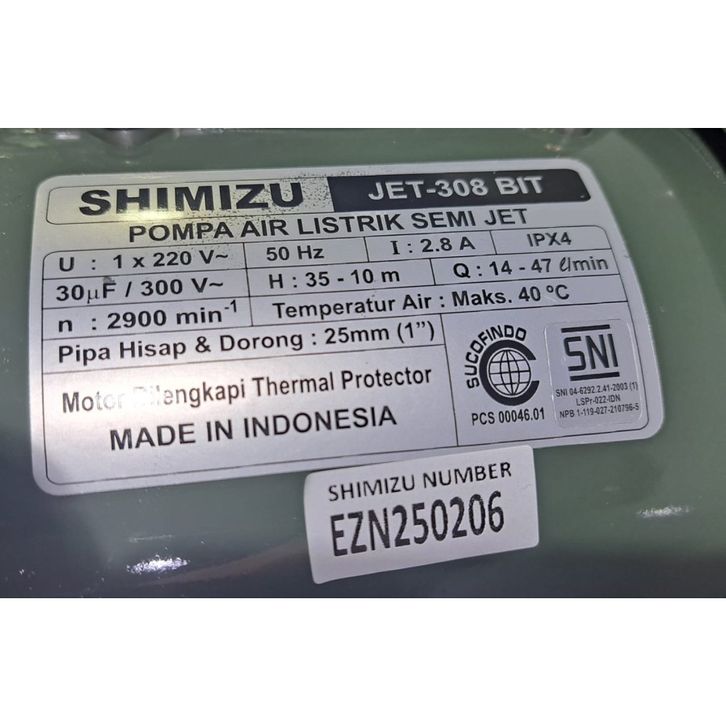 SHIMIZU JET-308 BIT
POMPA AIR LISTRIK SEMI JET
U : 1 x 220 V~ 50 Hz I : 2.8 A IPX4
30µF / 300 V~ H : 35 - 10 m Q : 14 - 47 ℓ/min
n : 2900 min⁻¹ Temperatur Air : Maks. 40 ºC
Pipa Hisap & Dorong : 25mm (1")
Motor Dilengkapi Thermal Protector
MADE IN INDONESIA
SUCOFINDO
PCS 00046.01
SNI
SNI 04-6292.2.41-2003 (1)
LSPr-022-IDN
NPB 1-119-027-210796-5
SHIMIZU NUMBER
EZN250206